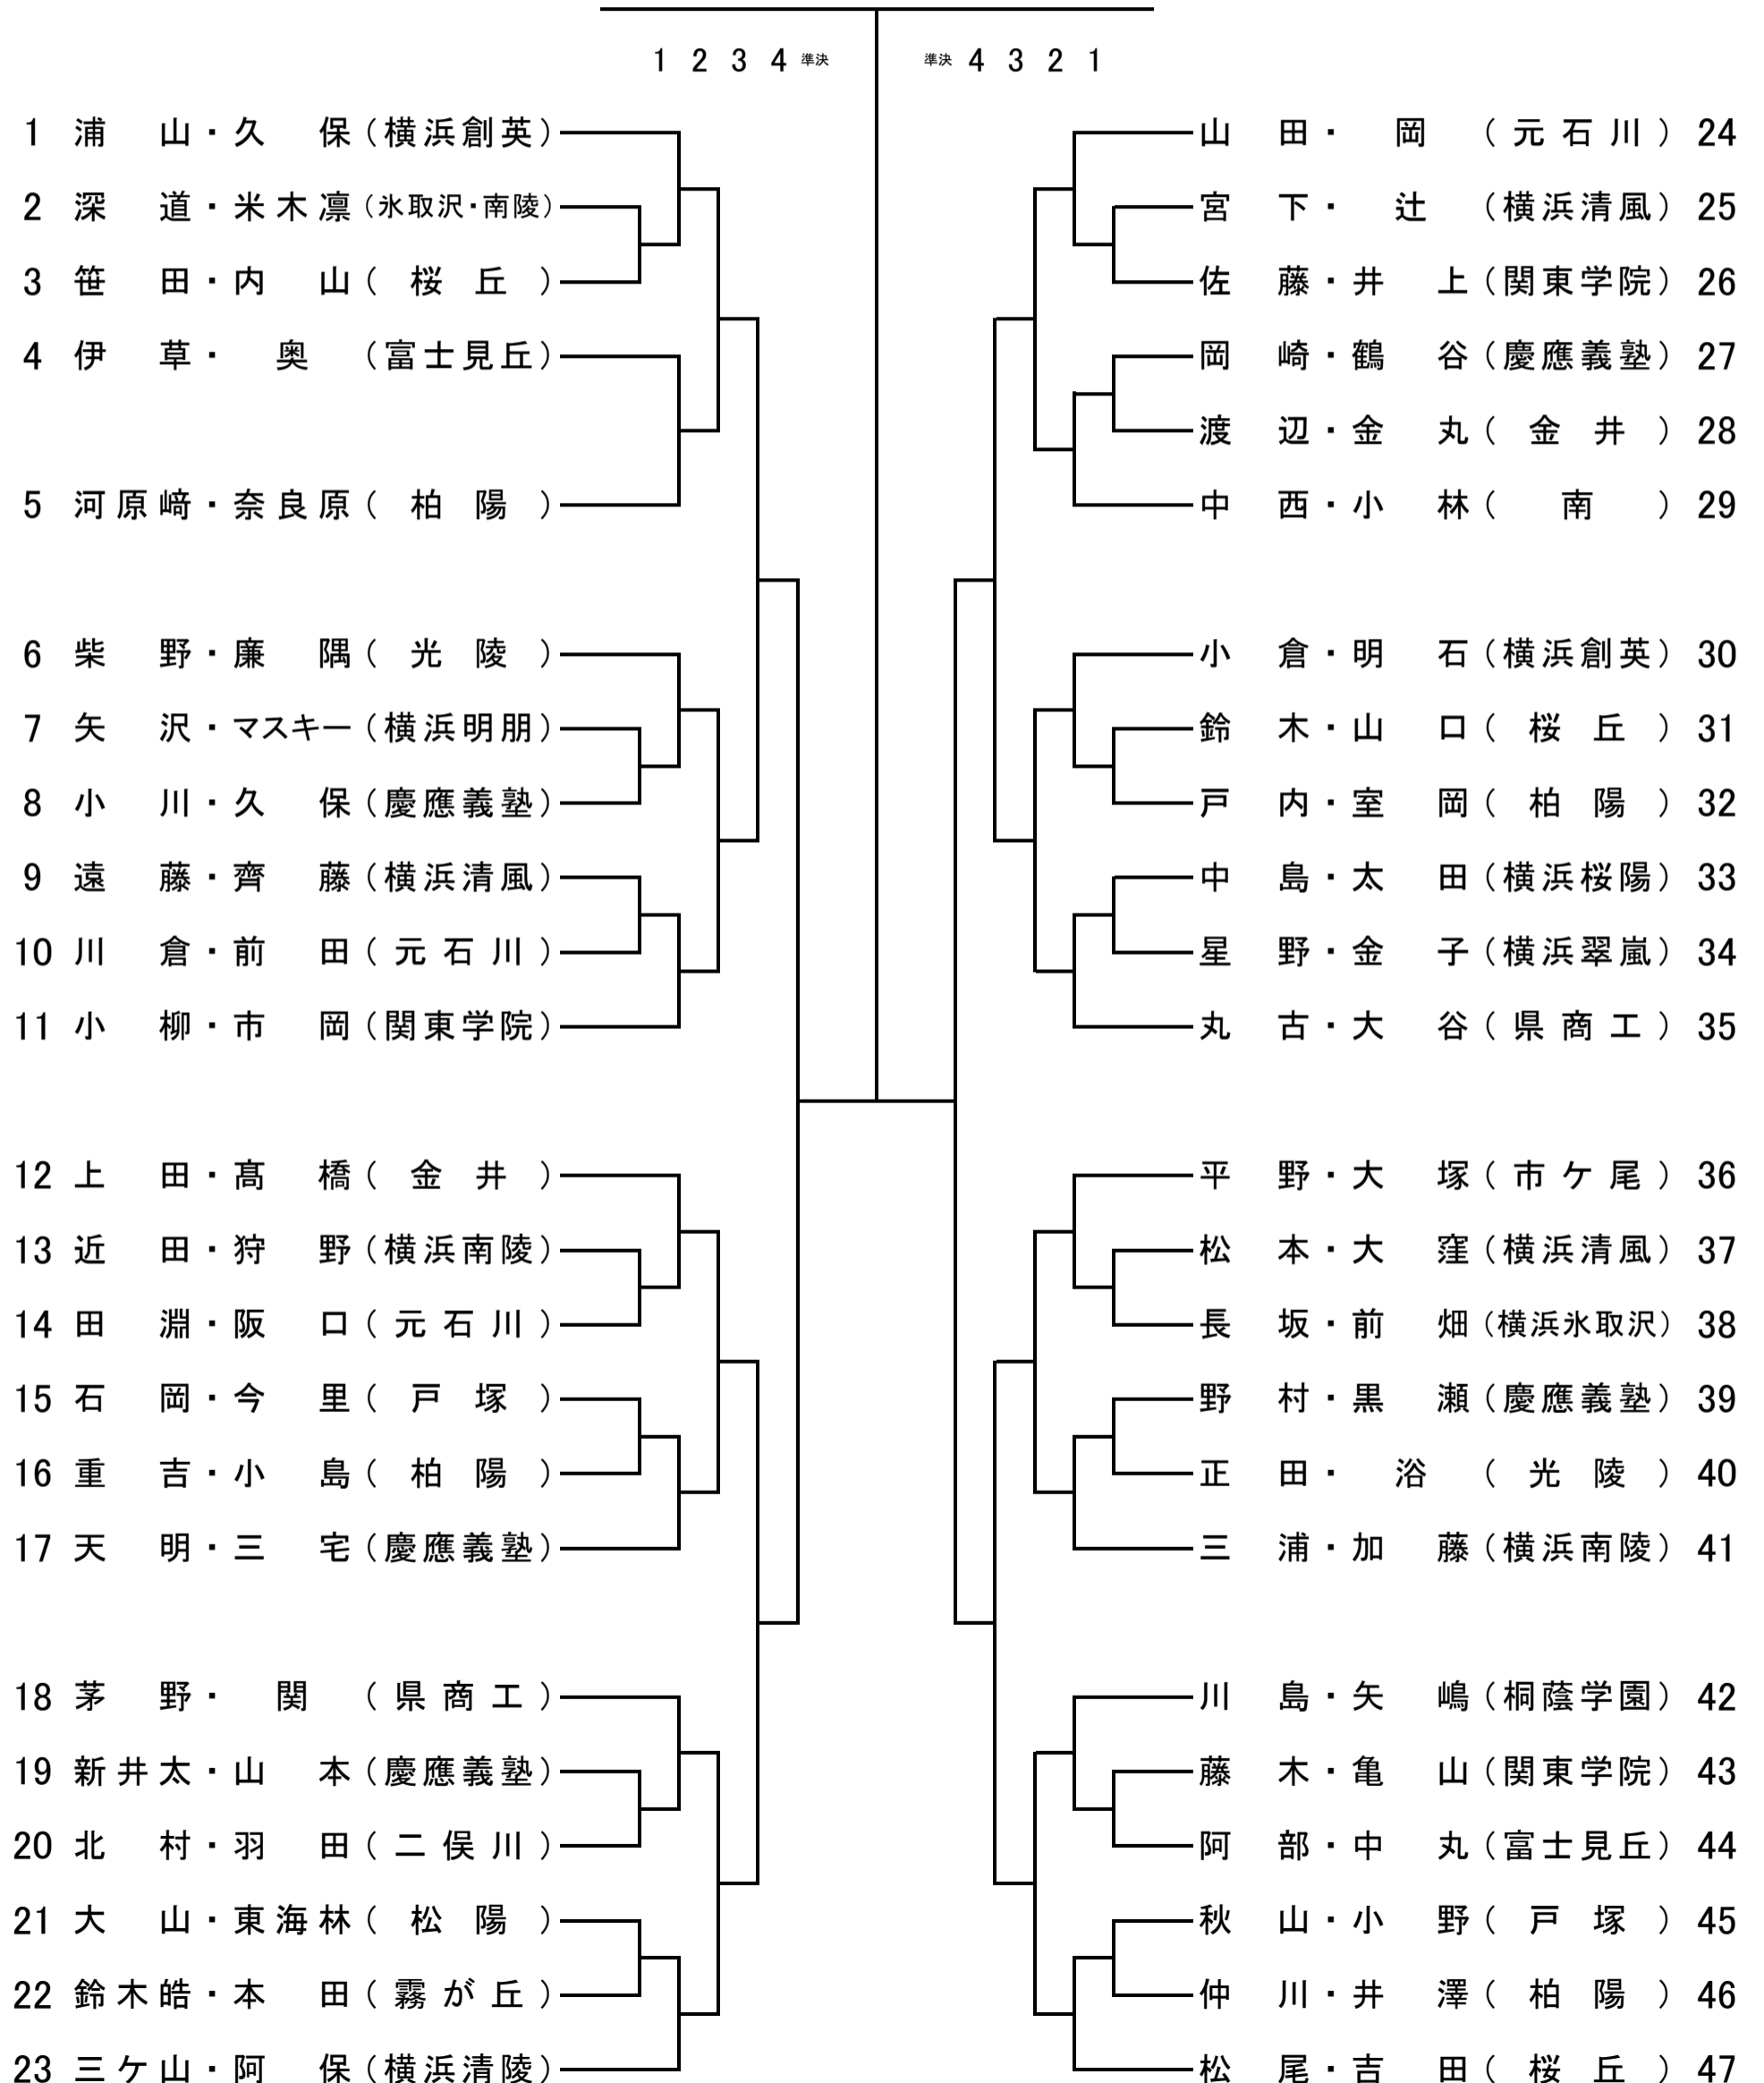 1 2 3 4 準決
準決 4 3 2 1
1 浦山・久保(横浜創英)
2 深道・米木凛(氷取沢・南陵)
3 笹田・内山(桜丘)
4 伊草・奥(富士見丘)
5 河原﨑・奈良原(柏陽)
6 柴野・廉隅(光陵)
7 矢沢・マスキー(横浜明朋)
8 小川・久保(慶應義塾)
9 遠藤・齊藤(横浜清風)
10 川倉・前田(元石川)
11 小柳・市岡(関東学院)
12 上田・髙橋(金井)
13 近田・狩野(横浜南陵)
14 田淵・阪口(元石川)
15 石岡・今里(戸塚)
16 重吉・小島(柏陽)
17 天明・三宅(慶應義塾)
18 茅野・関(県商工)
19 新井太・山本(慶應義塾)
20 北村・羽田(二俣川)
21 大山・東海林(松陽)
22 鈴木皓・本田(霧が丘)
23 三ケ山・阿保(横浜清陵)
山田・岡(元石川) 24
宮下・辻(横浜清風) 25
佐藤・井上(関東学院) 26
岡崎・鶴谷(慶應義塾) 27
渡辺・金丸(金井) 28
中西・小林(南) 29
小倉・明石(横浜創英) 30
鈴木・山口(桜丘) 31
戸内・室岡(柏陽) 32
中島・太田(横浜桜陽) 33
星野・金子(横浜翠嵐) 34
丸古・大谷(県商工) 35
平野・大塚(市ケ尾) 36
松本・大窪(横浜清風) 37
長坂・前畑(横浜氷取沢) 38
野村・黒瀬(慶應義塾) 39
正田・浴(光陵) 40
三浦・加藤(横浜南陵) 41
川島・矢嶋(桐蔭学園) 42
藤木・亀山(関東学院) 43
阿部・中丸(富士見丘) 44
秋山・小野(戸塚) 45
仲川・井澤(柏陽) 46
松尾・吉田(桜丘) 47